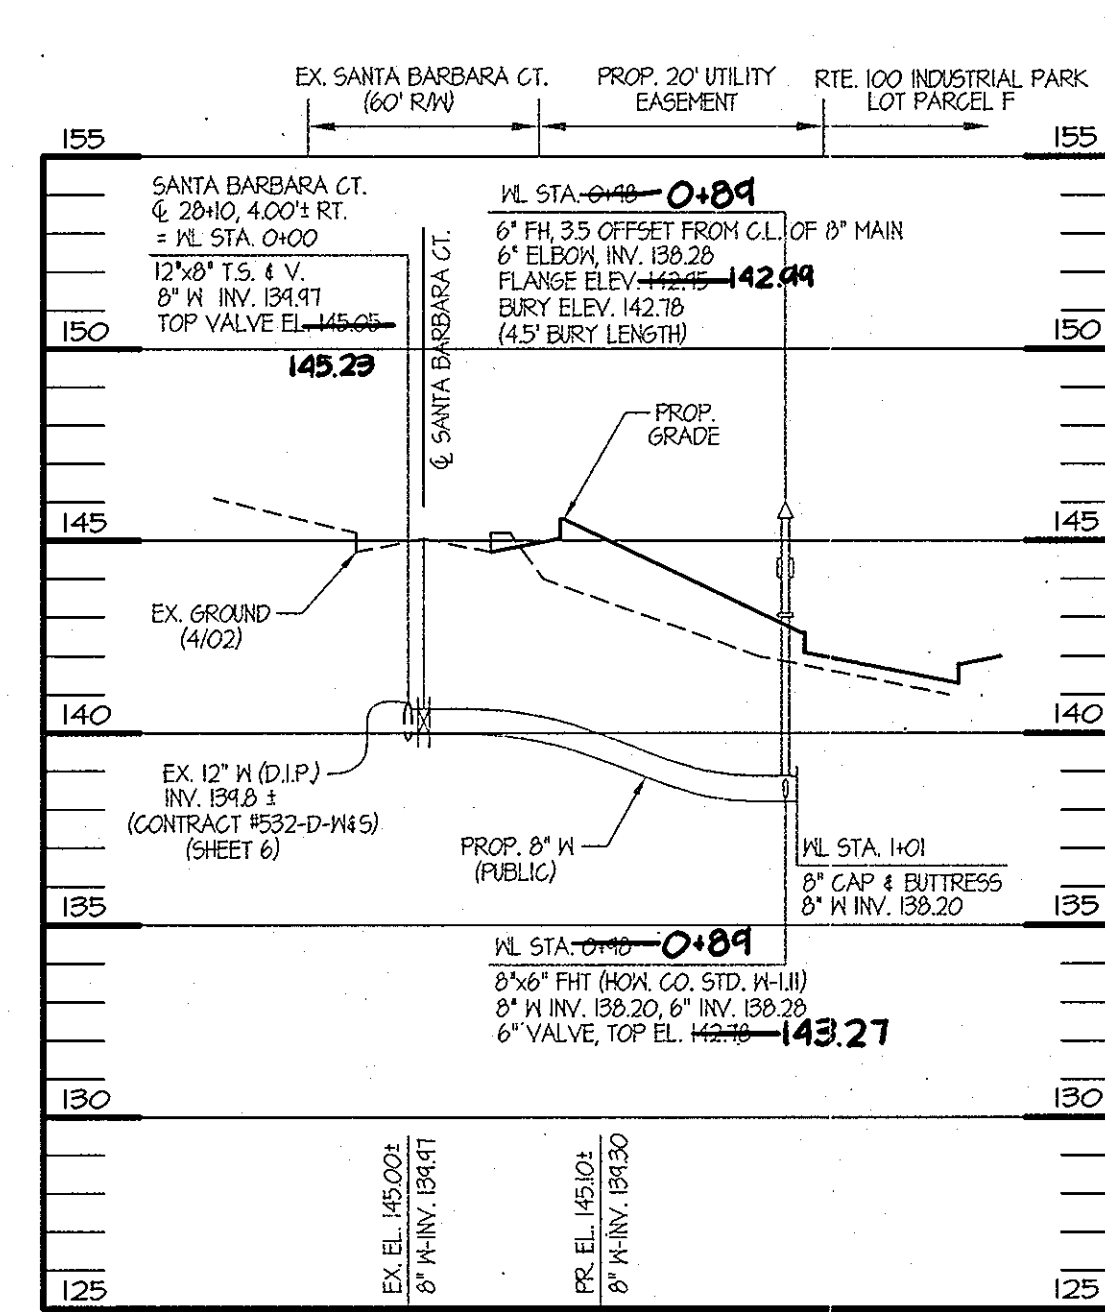 EX. SANTA BARBARA CT.
(60' R/W)
PROP. 20' UTILITY
EASEMENT
RTE. 100 INDUSTRIAL PARK
LOT PARCEL F
155
155
SANTA BARBARA CT.
℄ 28+10, 4.00'± RT.
= WL STA. 0+00
12"x8" T.S. & V.
8" W INV. 139.97
TOP VALVE EL. 145.05
145.23
℄ SANTA BARBARA CT.
WL STA. 0+98 0+89
6" FH, 3.5 OFFSET FROM C.L. OF 8" MAIN
6" ELBOW, INV. 138.28
FLANGE ELEV. 142.95 142.99
BURY ELEV. 142.78
(4.5' BURY LENGTH)
150
150
PROP.
GRADE
145
145
EX. GROUND
(4/02)
140
140
EX. 12" W (D.I.P.)
INV. 139.8 ±
(CONTRACT #532-D-W&S)
(SHEET 6)
PROP. 8" W
(PUBLIC)
WL STA. 1+01
8" CAP & BUTTRESS
8" W INV. 138.20
135
135
WL STA. 0+98 0+89
8"x6" FHT (HOW. CO. STD. W-1.11)
8" W INV. 138.20, 6" INV. 138.28
6" VALVE, TOP EL. 142.78 143.27
130
130
EX. EL. 145.00±
8" W-INV. 139.97
PR. EL. 145.10±
8" W-INV. 139.30
125
125